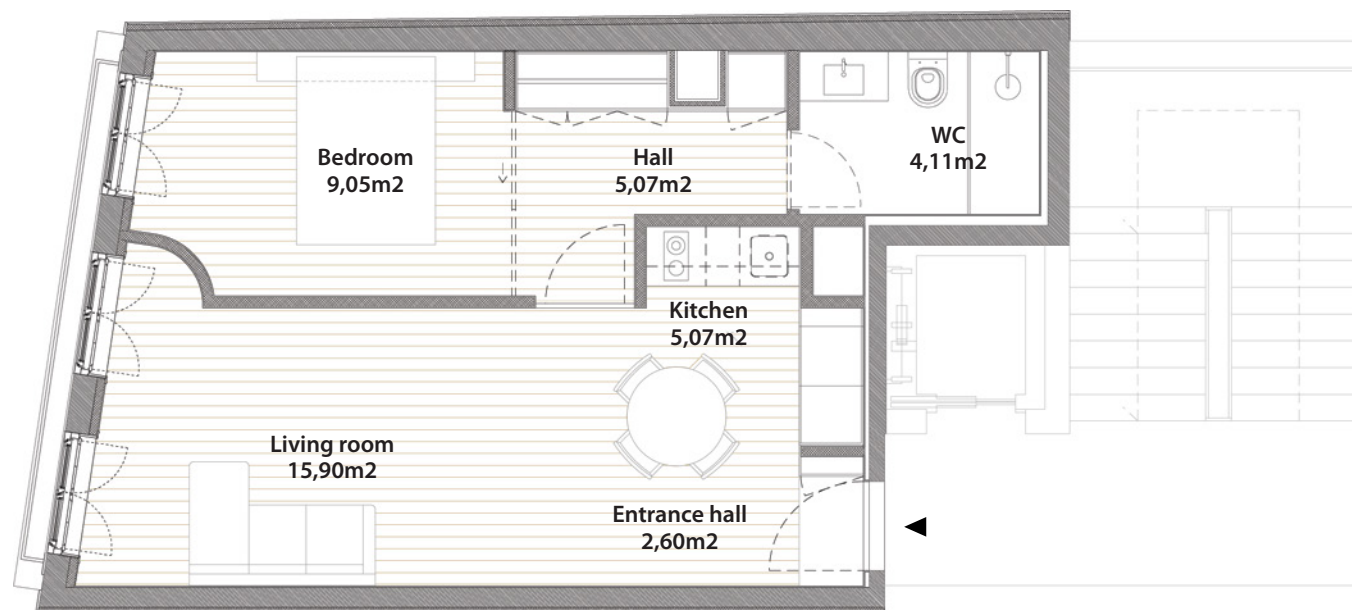 Bedroom
9,05m2
Hall
5,07m2
WC
4,11m2
Kitchen
5,07m2
Living room
15,90m2
Entrance hall
2,60m2